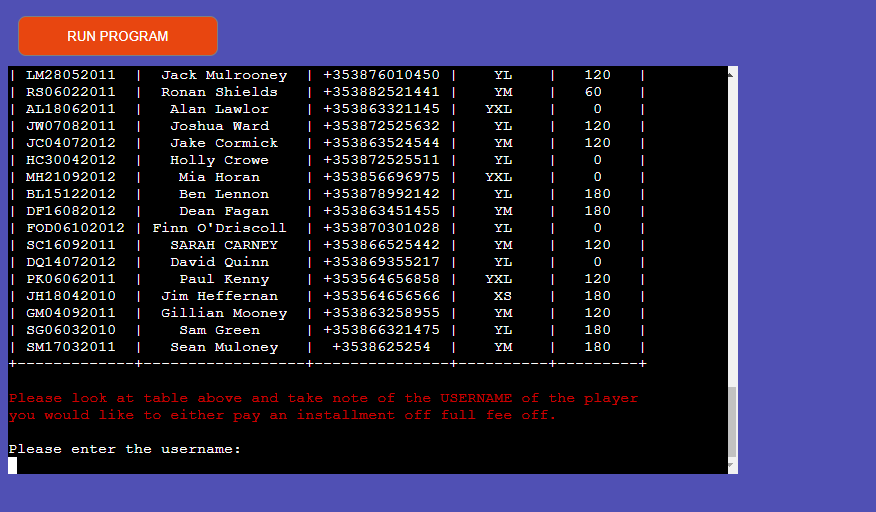 RUN PROGRAM
| LM28052011 | Jack Mulrooney | +353876010450 | YL | 120 |
| RS06022011 | Ronan Shields | +353882521441 | YM | 60 |
| AL18062011 | Alan Lawlor | +353863321145 | YXL | 0 |
| JW07082011 | Joshua Ward | +353872525632 | YL | 120 |
| JC04072012 | Jake Cormick | +353863524544 | YM | 120 |
| HC30042012 | Holly Crowe | +353872525511 | YL | 0 |
| MH21092012 | Mia Horan | +353856696975 | YXL | 0 |
| BL15122012 | Ben Lennon | +353878992142 | YL | 180 |
| DF16082012 | Dean Fagan | +353863451455 | YM | 180 |
| FOD06102012 | Finn O'Driscoll | +353870301028 | YL | 0 |
| SC16092011 | SARAH CARNEY | +353866525442 | YM | 120 |
| DQ14072012 | David Quinn | +353869355217 | YL | 0 |
| PK06062011 | Paul Kenny | +353564656858 | YXL | 120 |
| JH18042010 | Jim Heffernan | +353564656566 | XS | 180 |
| GM04092011 | Gillian Mooney | +353863258955 | YM | 120 |
| SG06032010 | Sam Green | +353866321475 | YL | 180 |
| SM17032011 | Sean Muloney | +3538625254 | YM | 180 |
+-------------+------------------+---------------+----------+---------+
Please look at table above and take note of the USERNAME of the player
you would like to either pay an installment off full fee off.
Please enter the username: